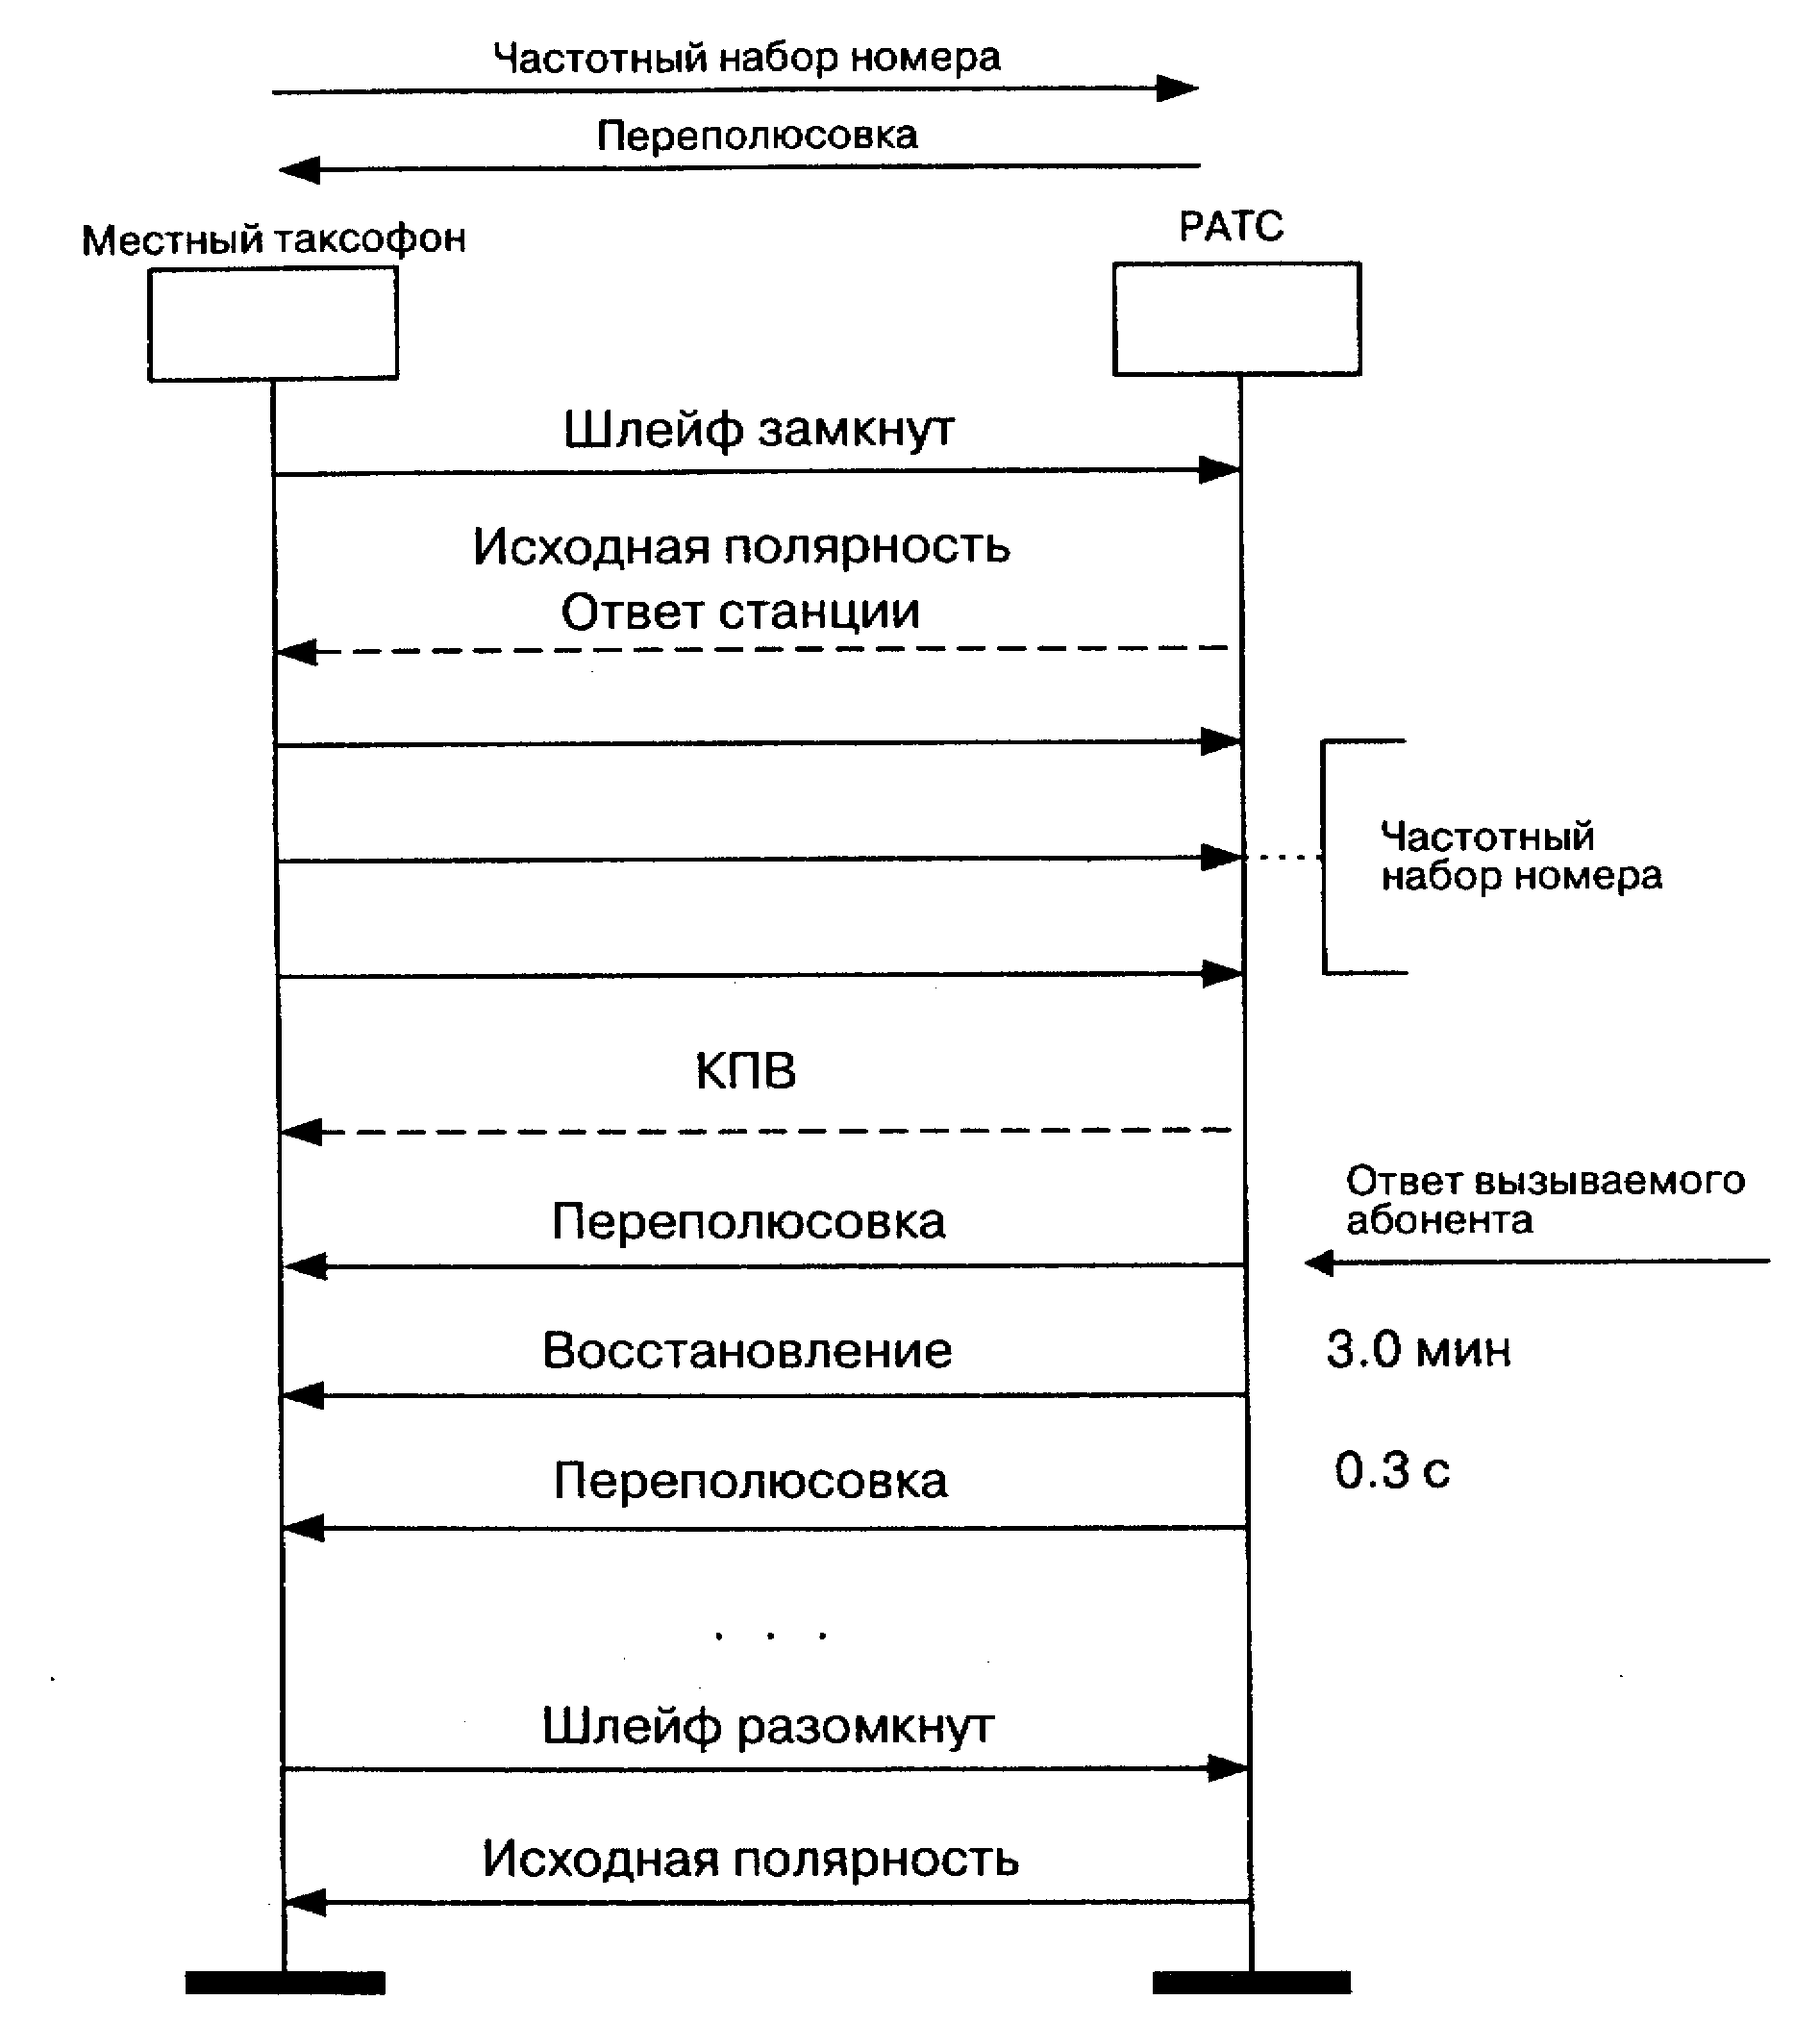 Частотный набор номера
Переполюсовка
Местный таксофон
РАТС
Шлейф замкнут
Исходная полярность
Ответ станции
Частотный
набор номера
КПВ
Ответ вызываемого
абонента
Переполюсовка
Восстановление
3.0 мин
Переполюсовка
0.3 с
. . .
Шлейф разомкнут
Исходная полярность